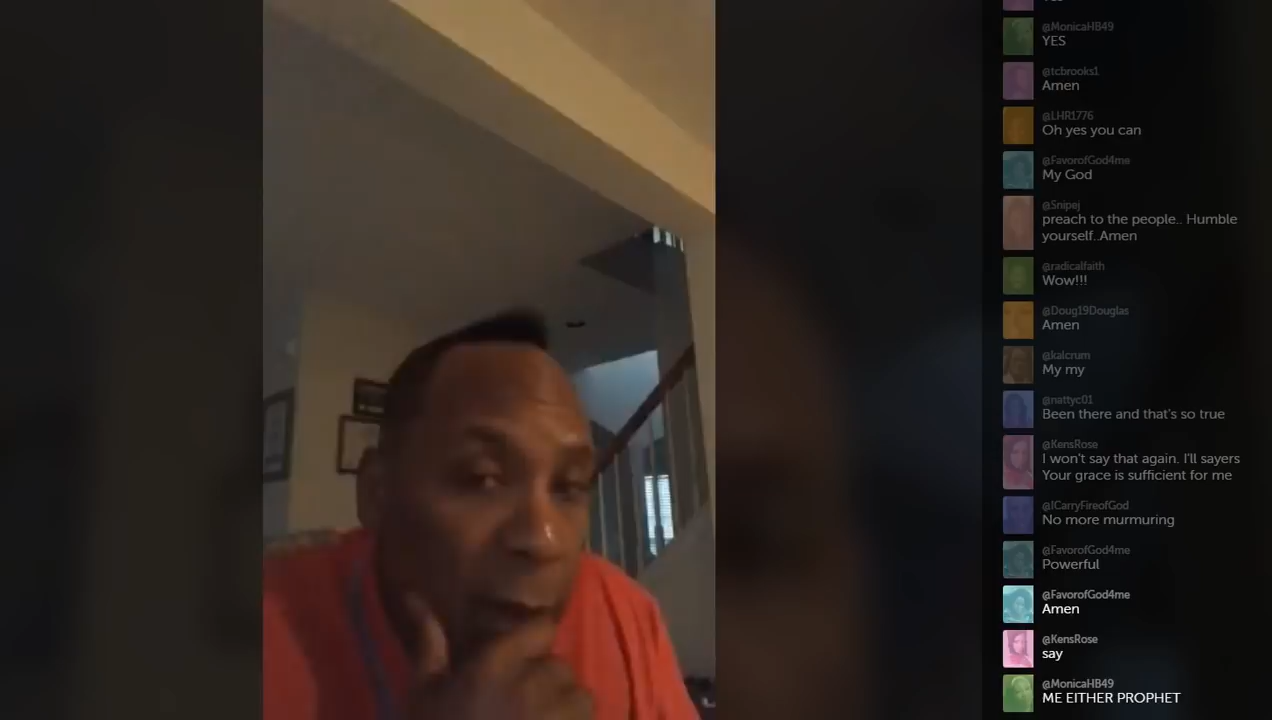 @MonicaHB49
YES
@tcbrooks1
Amen
@LHR1776
Oh yes you can
@FavorofGod4me
My God
@Snipej
preach to the people.. Humble
yourself..Amen
@radicalfaith
Wow!!!
@Doug19Douglas
Amen
@kalcrum
My my
@nattyc01
Been there and that's so true
@KensRose
I won't say that again. I'll sayers
Your grace is sufficient for me
@ICarryFireofGod
No more murmuring
@FavorofGod4me
Powerful
@FavorofGod4me
Amen
@KensRose
say
@MonicaHB49
ME EITHER PROPHET